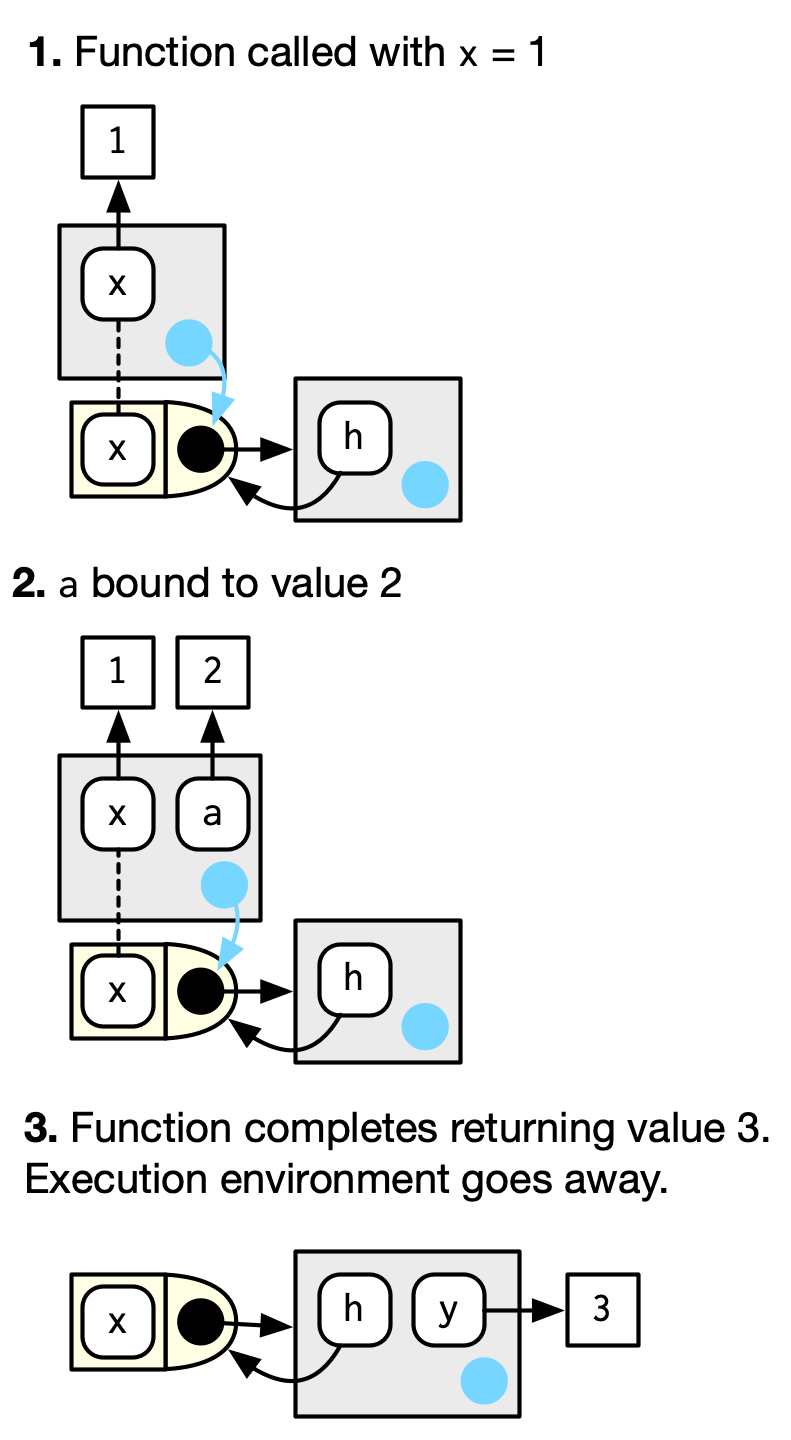 1. Function called with x = 1
1
x
x
h
2. a bound to value 2
1 2
x a
x
h
3. Function completes returning value 3.
Execution environment goes away.
x
h y 3